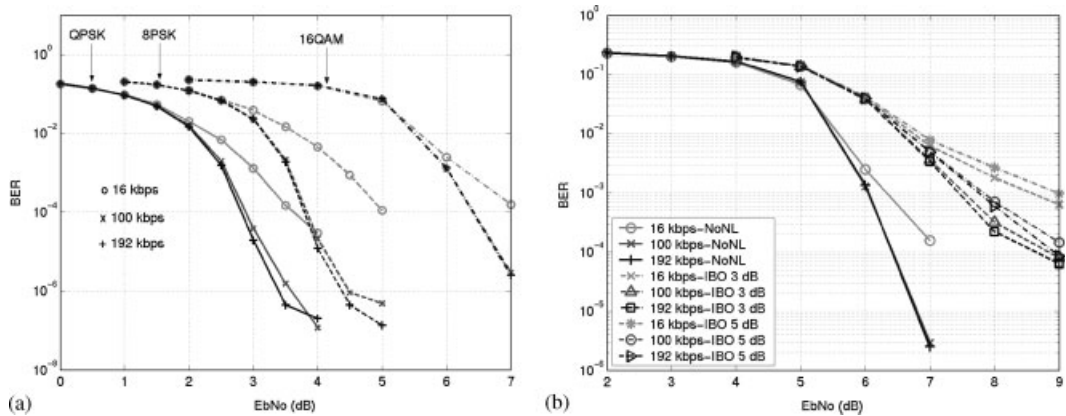 QPSK 8PSK 16QAM
10^0
10^-2
10^-4
10^-6
10^-8
BER
o 16 kbps
× 100 kbps
+ 192 kbps
0 1 2 3 4 5 6 7
EbNo (dB)
(a)
10^0
10^-1
10^-2
10^-3
10^-4
10^-5
10^-6
BER
16 kbps-NoNL
100 kbps-NoNL
192 kbps-NoNL
16 kbps-IBO 3 dB
100 kbps-IBO 3 dB
192 kbps-IBO 3 dB
16 kbps-IBO 5 dB
100 kbps-IBO 5 dB
192 kbps-IBO 5 dB
2 3 4 5 6 7 8 9
EbNo (dB)
(b)